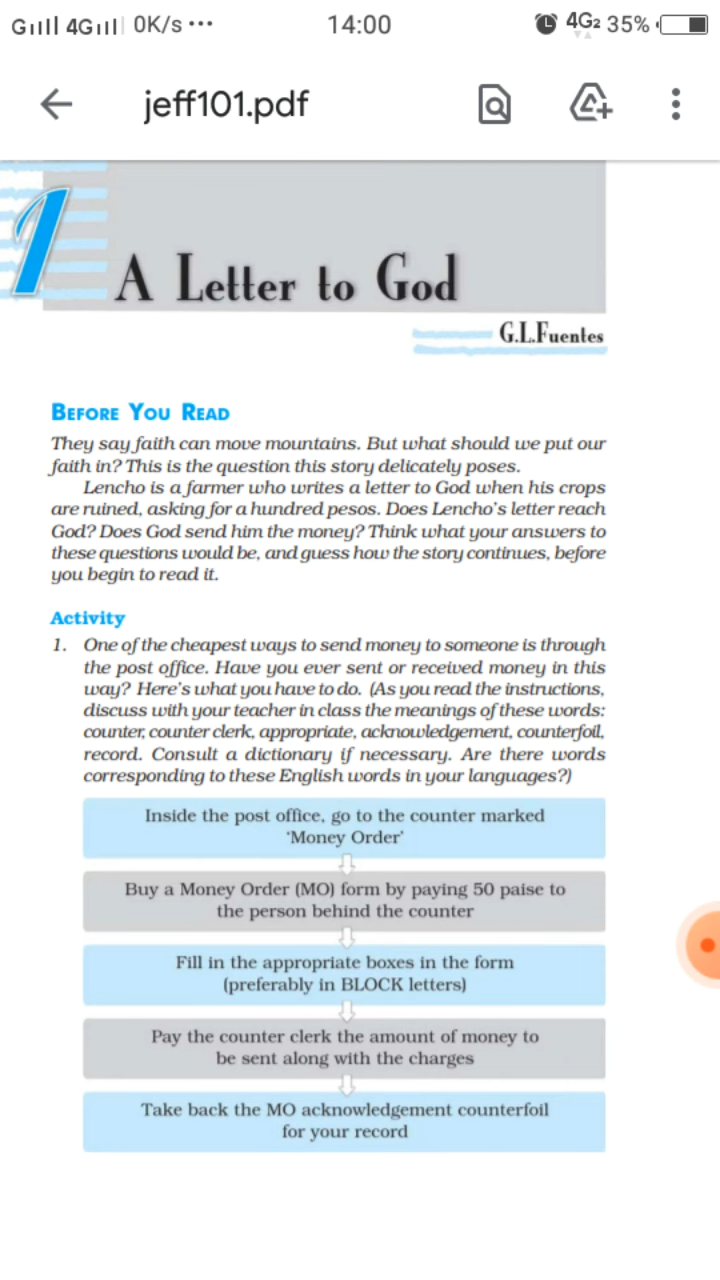 4G 0K/s ··· 14:00 4G2 35%
jeff101.pdf
1
A Letter to God
G.L.Fuentes
BEFORE YOU READ
They say faith can move mountains. But what should we put our
faith in? This is the question this story delicately poses.
Lencho is a farmer who writes a letter to God when his crops
are ruined, asking for a hundred pesos. Does Lencho's letter reach
God? Does God send him the money? Think what your answers to
these questions would be, and guess how the story continues, before
you begin to read it.
Activity
1. One of the cheapest ways to send money to someone is through
the post office. Have you ever sent or received money in this
way? Here's what you have to do. (As you read the instructions,
discuss with your teacher in class the meanings of these words:
counter, counter clerk, appropriate, acknowledgement, counterfoil,
record. Consult a dictionary if necessary. Are there words
corresponding to these English words in your languages?)
Inside the post office, go to the counter marked
'Money Order'
Buy a Money Order (MO) form by paying 50 paise to
the person behind the counter
Fill in the appropriate boxes in the form
(preferably in BLOCK letters)
Pay the counter clerk the amount of money to
be sent along with the charges
Take back the MO acknowledgement counterfoil
for your record